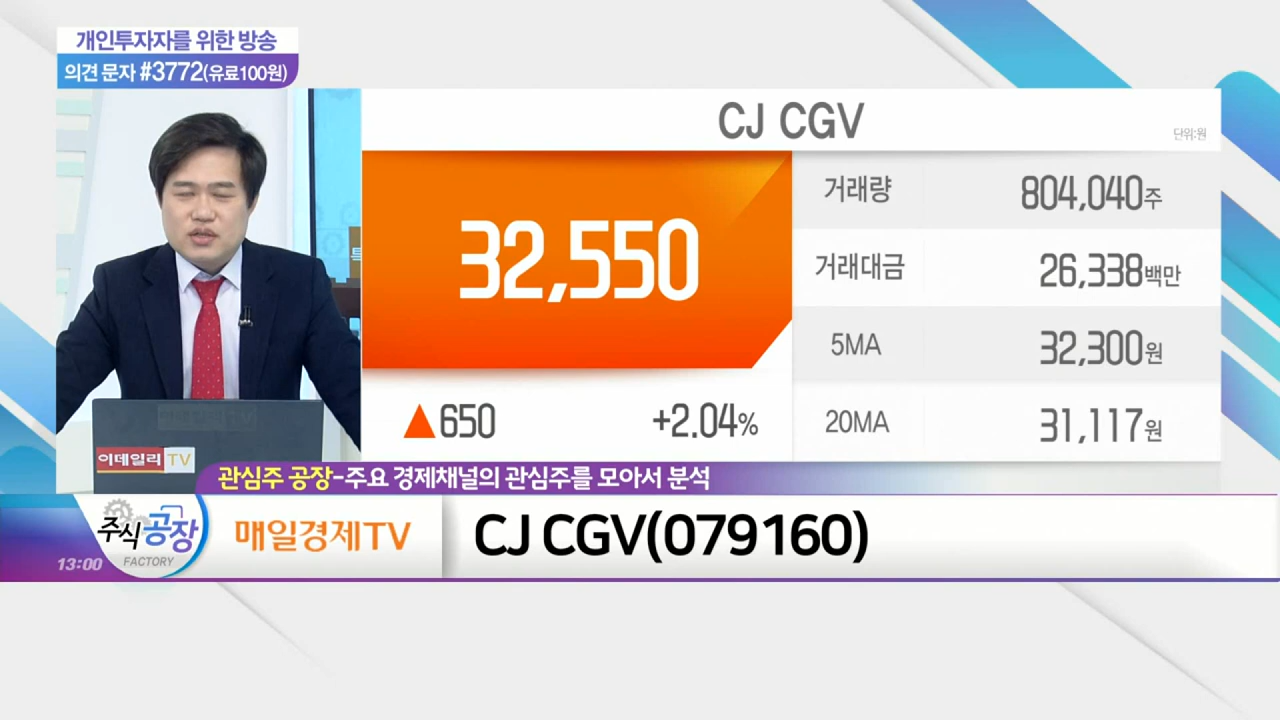 개인투자자를 위한 방송
의견 문자 #3772(유료100원)
CJ CGV
단위:원
32,550
▲650
+2.04%
거래량
804,040주
거래대금
26,338백만
5MA
32,300원
20MA
31,117원
이데일리 TV
관심주 공장-주요 경제채널의 관심주를 모아서 분석
주식공장
FACTORY
13:00
매일경제TV
CJ CGV(079160)